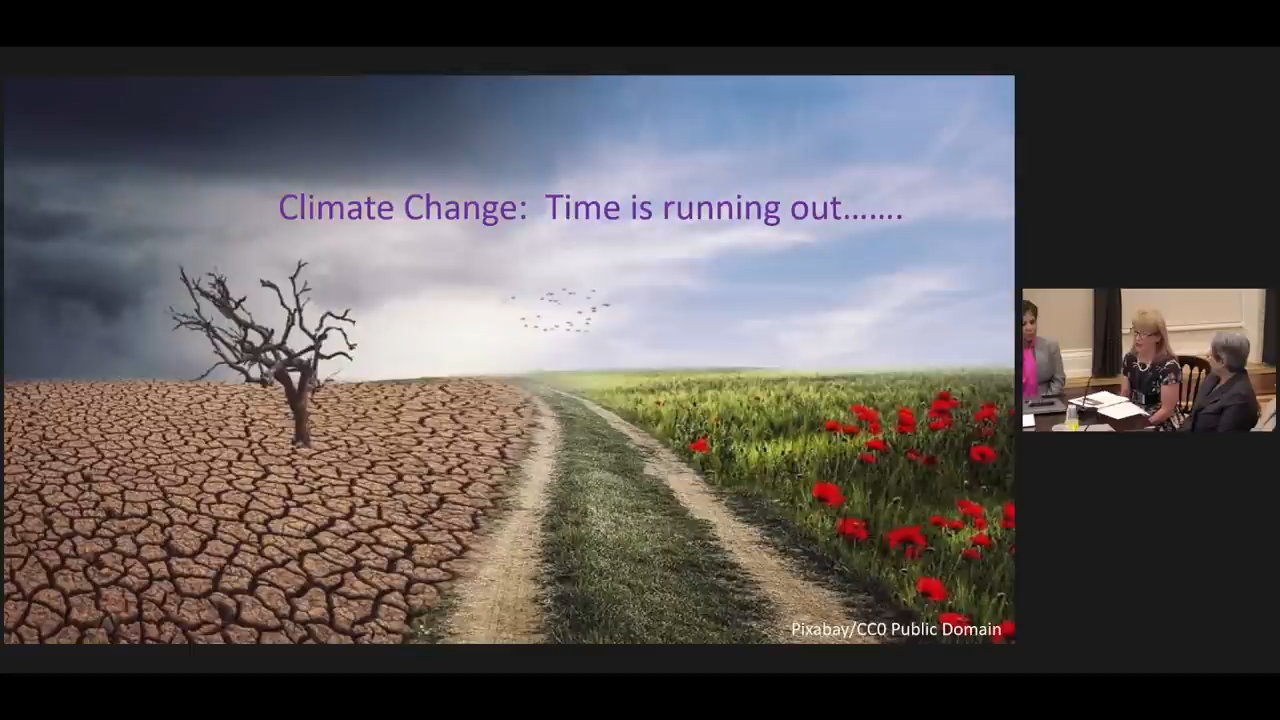 Climate Change:  Time is running out.......
Pixabay/CC0 Public Domain